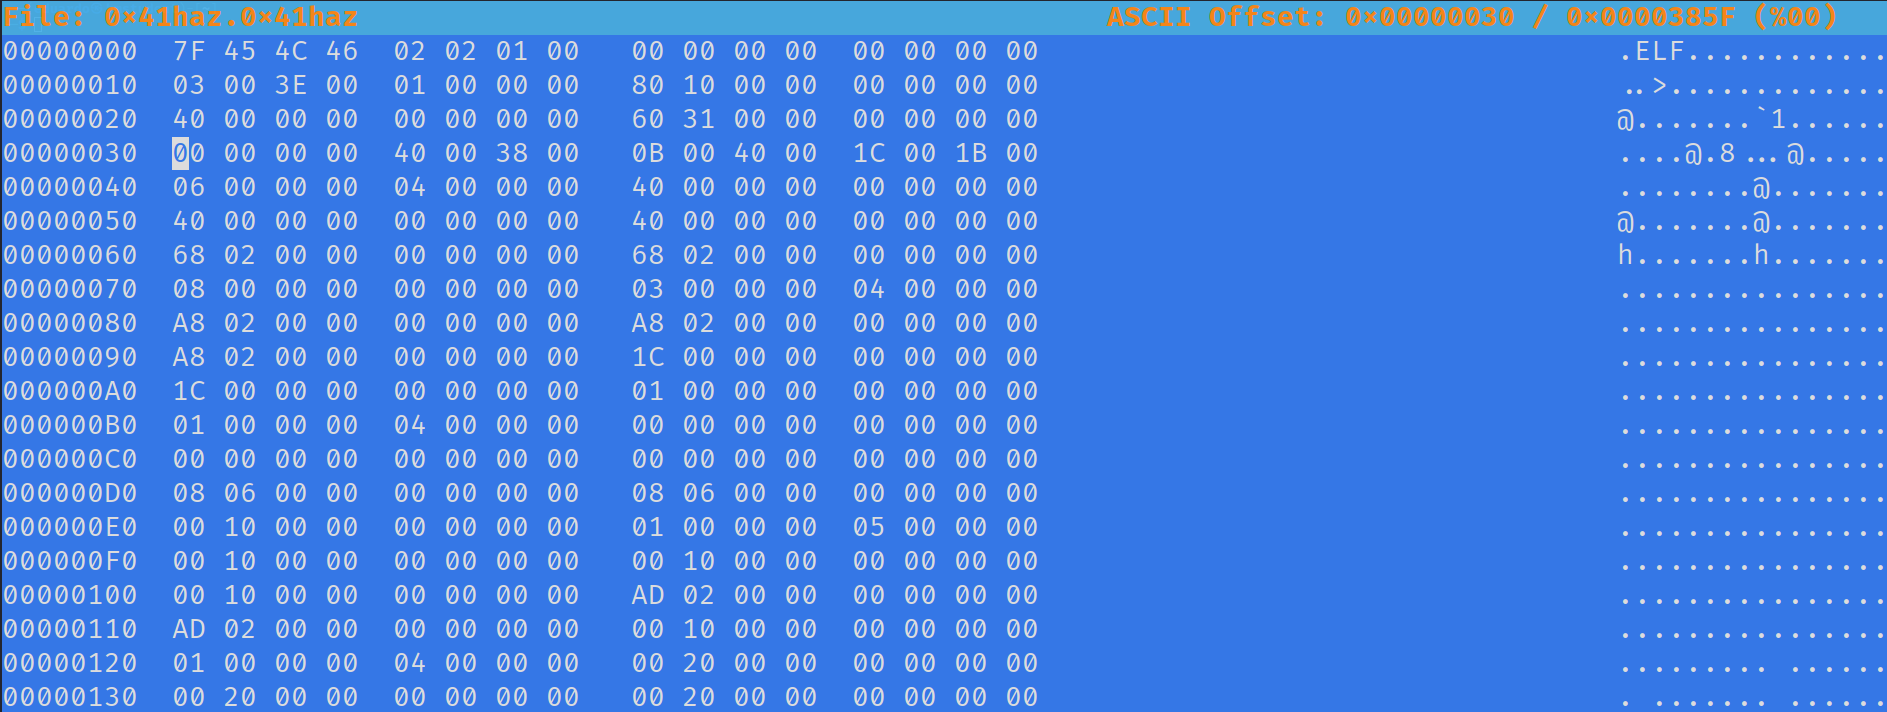 File: 0×41haz.0×41haz ASCII Offset: 0×00000030 / 0×0000385F (%00)
00000000 7F 45 4C 46 02 02 01 00 00 00 00 00 00 00 00 00 .ELF............
00000010 03 00 3E 00 01 00 00 00 80 10 00 00 00 00 00 00 ..>.............
00000020 40 00 00 00 00 00 00 00 60 31 00 00 00 00 00 00 @.......`1......
00000030 00 00 00 00 40 00 38 00 0B 00 40 00 1C 00 1B 00 ....@.8...@.....
00000040 06 00 00 00 04 00 00 00 40 00 00 00 00 00 00 00 ........@.......
00000050 40 00 00 00 00 00 00 00 40 00 00 00 00 00 00 00 @.......@.......
00000060 68 02 00 00 00 00 00 00 68 02 00 00 00 00 00 00 h.......h.......
00000070 08 00 00 00 00 00 00 00 03 00 00 00 04 00 00 00 ................
00000080 A8 02 00 00 00 00 00 00 A8 02 00 00 00 00 00 00 ................
00000090 A8 02 00 00 00 00 00 00 1C 00 00 00 00 00 00 00 ................
000000A0 1C 00 00 00 00 00 00 00 01 00 00 00 00 00 00 00 ................
000000B0 01 00 00 00 04 00 00 00 00 00 00 00 00 00 00 00 ................
000000C0 00 00 00 00 00 00 00 00 00 00 00 00 00 00 00 00 ................
000000D0 08 06 00 00 00 00 00 00 08 06 00 00 00 00 00 00 ................
000000E0 00 10 00 00 00 00 00 00 01 00 00 00 05 00 00 00 ................
000000F0 00 10 00 00 00 00 00 00 00 10 00 00 00 00 00 00 ................
00000100 00 10 00 00 00 00 00 00 AD 02 00 00 00 00 00 00 ................
00000110 AD 02 00 00 00 00 00 00 00 10 00 00 00 00 00 00 ................
00000120 01 00 00 00 04 00 00 00 00 20 00 00 00 00 00 00 ......... ......
00000130 00 20 00 00 00 00 00 00 00 20 00 00 00 00 00 00 . ....... ......